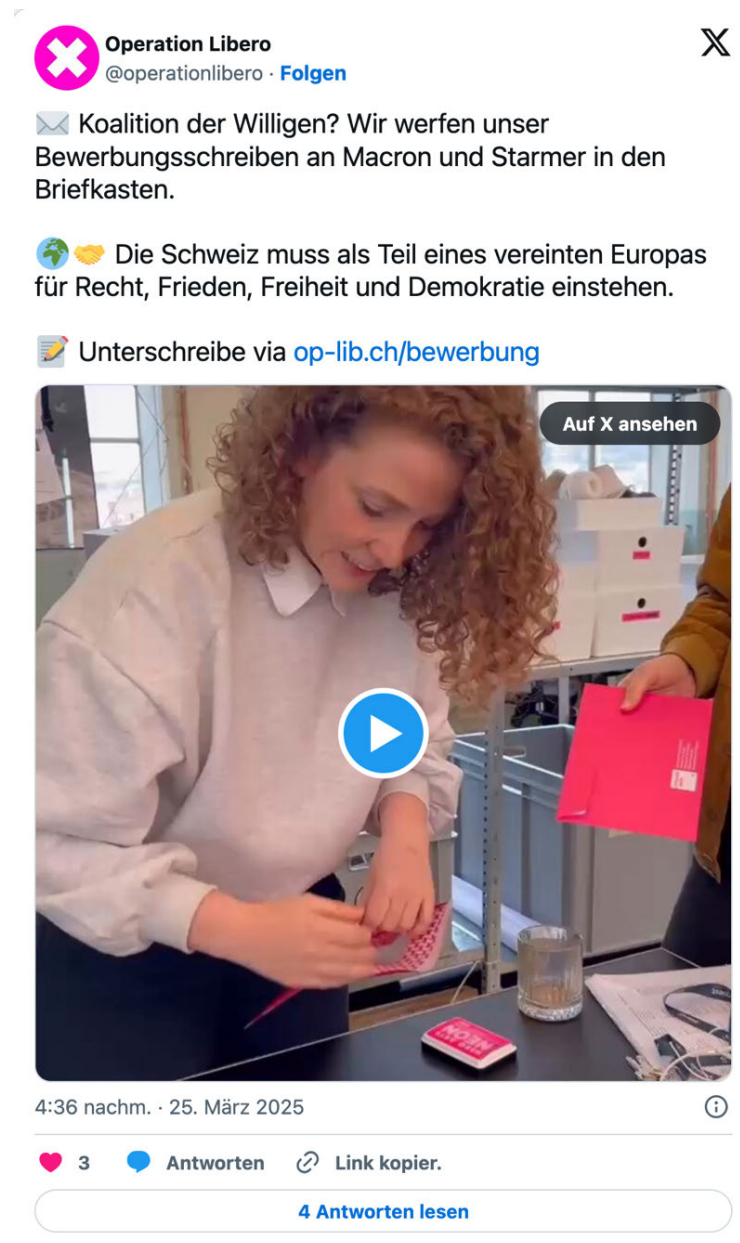 Operation Libero
@operationlibero · Folgen
✉️ Koalition der Willigen? Wir werfen unser
Bewerbungsschreiben an Macron und Starmer in den
Briefkasten.
🌍🤝 Die Schweiz muss als Teil eines vereinten Europas
für Recht, Frieden, Freiheit und Demokratie einstehen.
📝 Unterschreibe via op-lib.ch/bewerbung
Auf X ansehen
NEON
4:36 nachm. · 25. März 2025
3 Antworten Link kopier.
4 Antworten lesen